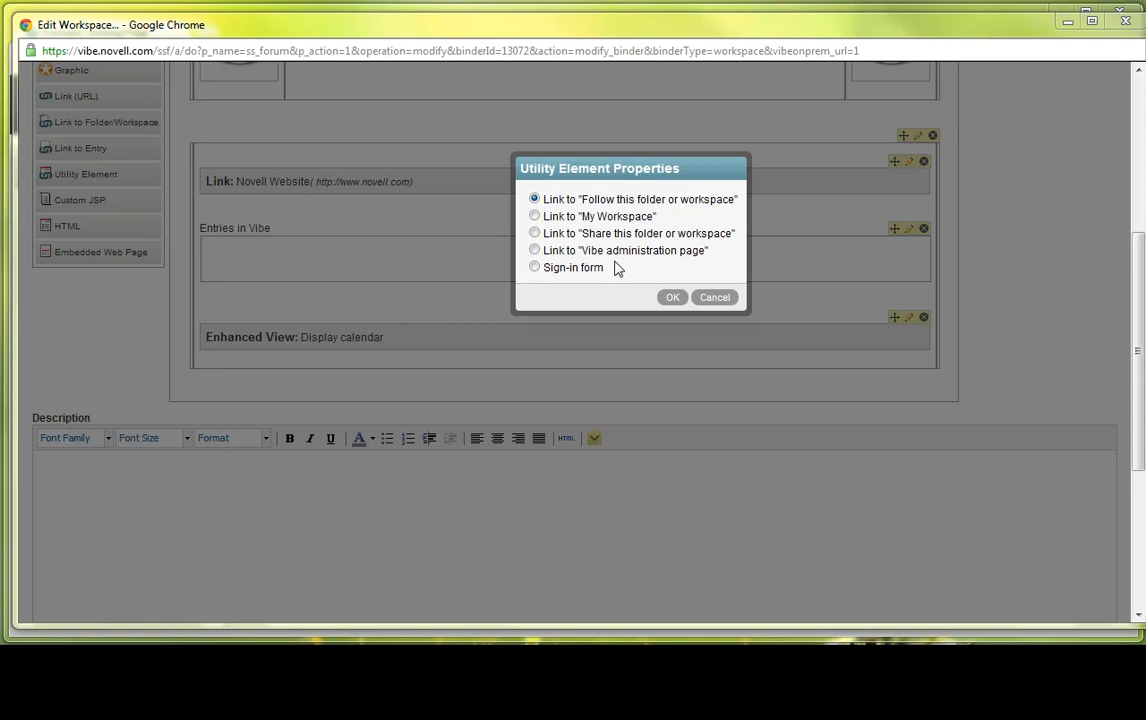 Edit Workspace... - Google Chrome
https://vibe.novell.com/ssf/a/do?p_name=ss_forum&p_action=1&operation=modify&binderId=13072&action=modify_binder&binderType=workspace&vibeonprem_url=1
Graphic
Link (URL)
Link to Folder/Workspace
Link to Entry
Utility Element
Custom JSP
HTML
Embedded Web Page
Link: Novell Website( http://www.novell.com)
Entries in Vibe
Enhanced View: Display calendar
Utility Element Properties
Link to "Follow this folder or workspace"
Link to "My Workspace"
Link to "Share this folder or workspace"
Link to "Vibe administration page"
Sign-in form
OK Cancel
Description
Font Family Font Size Format B I U A HTML